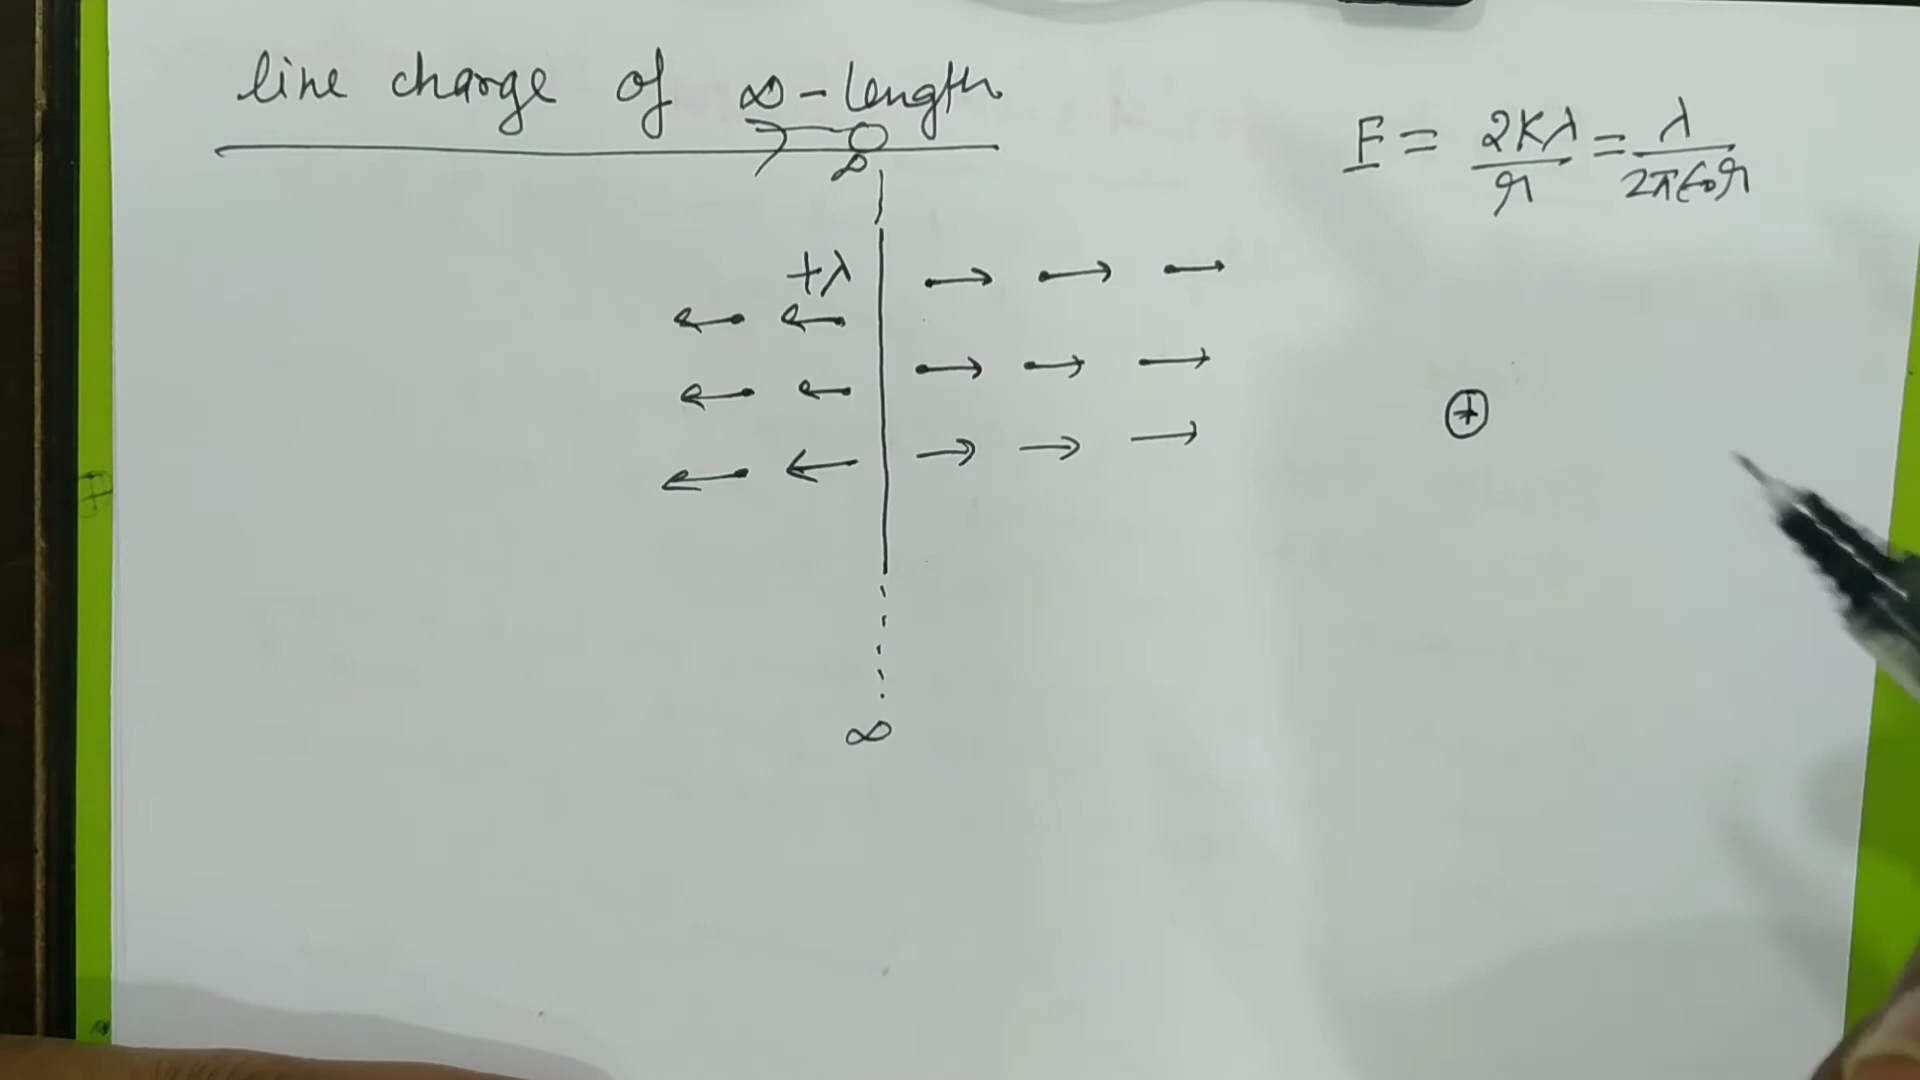 line charge of ∞-length
E = 2Kλ/r = λ/2πϵ₀r
∞
+λ
+
∞